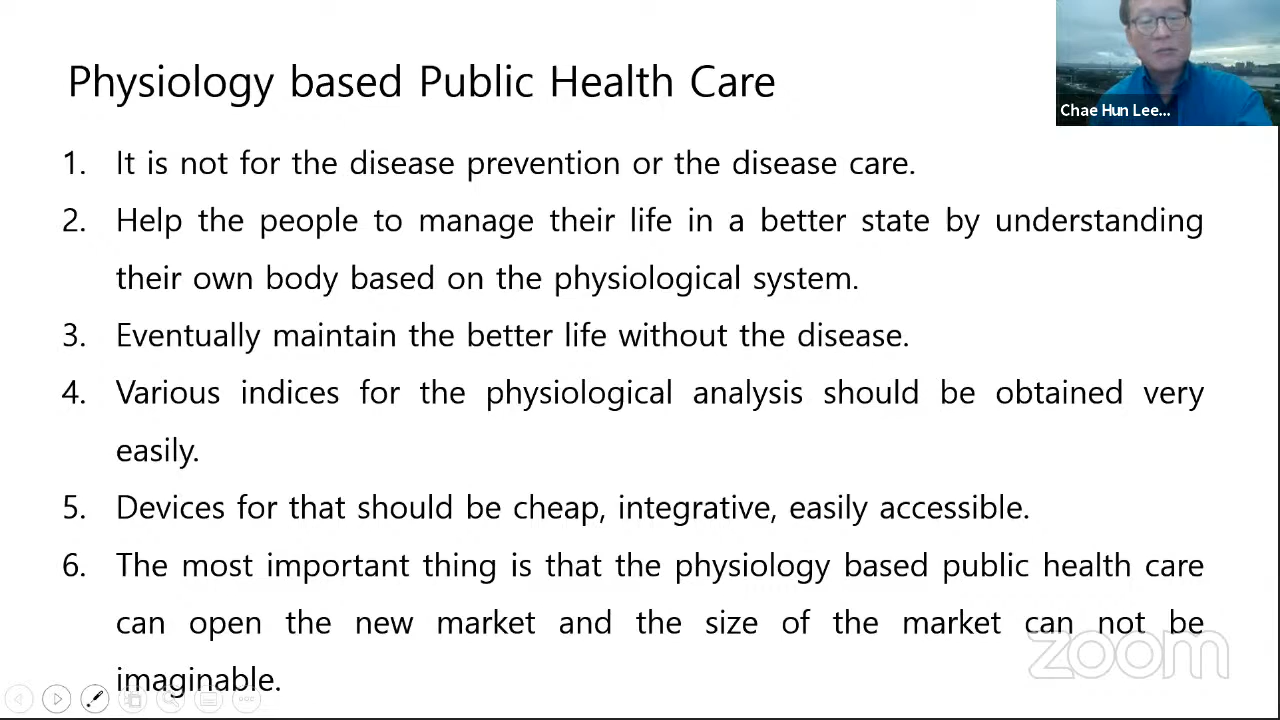 Physiology based Public Health Care
Chae Hun Lee...
1. It is not for the disease prevention or the disease care.
2. Help the people to manage their life in a better state by understanding
their own body based on the physiological system.
3. Eventually maintain the better life without the disease.
4. Various indices for the physiological analysis should be obtained very
easily.
5. Devices for that should be cheap, integrative, easily accessible.
6. The most important thing is that the physiology based public health care
can open the new market and the size of the market can not be
imaginable.
zoom